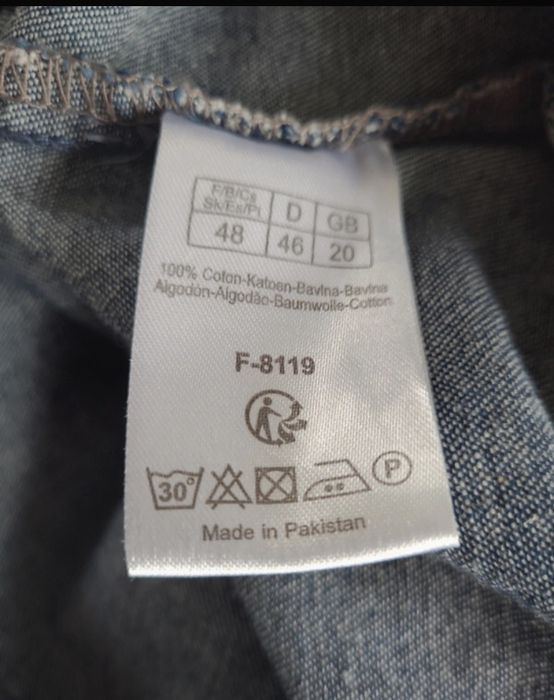 F/B/Cs D GB
Sk/Es/Pt
48 46 20
100% Coton-Katoen-Bavlna-Bavlna
Algodón-Algodão-Baumwolle-Cotton
F-8119
30°
P
Made in Pakistan